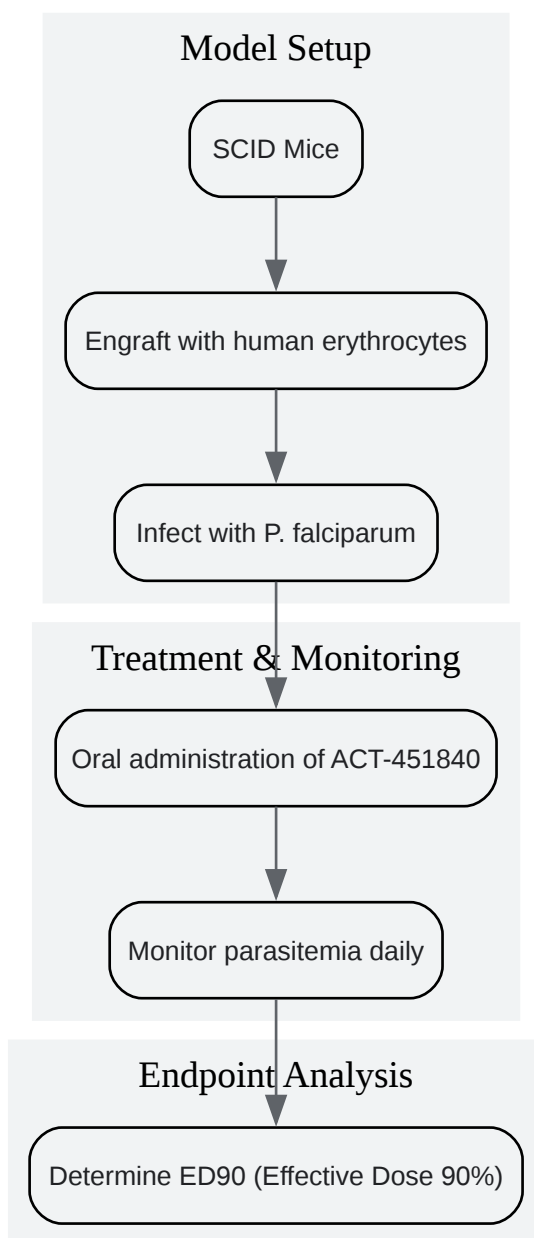 Model Setup
SCID Mice
Engraft with human erythrocytes
Infect with P. falciparum
Treatment & Monitoring
Oral administration of ACT-451840
Monitor parasitemia daily
Endpoint Analysis
Determine ED90 (Effective Dose 90%)